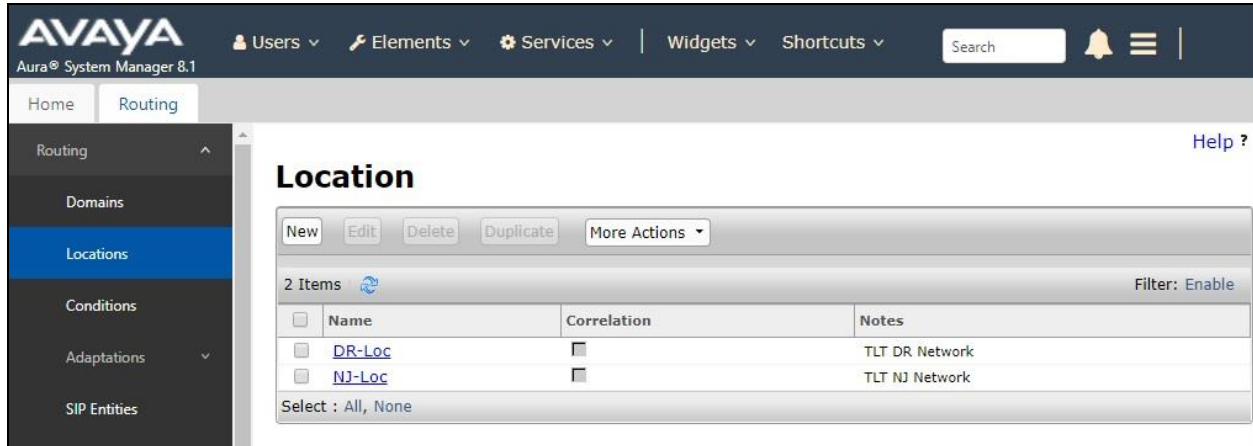 AVAYA
Aura® System Manager 8.1
Users Elements Services | Widgets Shortcuts Search
Home Routing
Routing
Domains
Locations
Conditions
Adaptations
SIP Entities
Help ?
Location
New Edit Delete Duplicate More Actions
2 Items Filter: Enable
Name Correlation Notes
DR-Loc TLT DR Network
NJ-Loc TLT NJ Network
Select : All, None